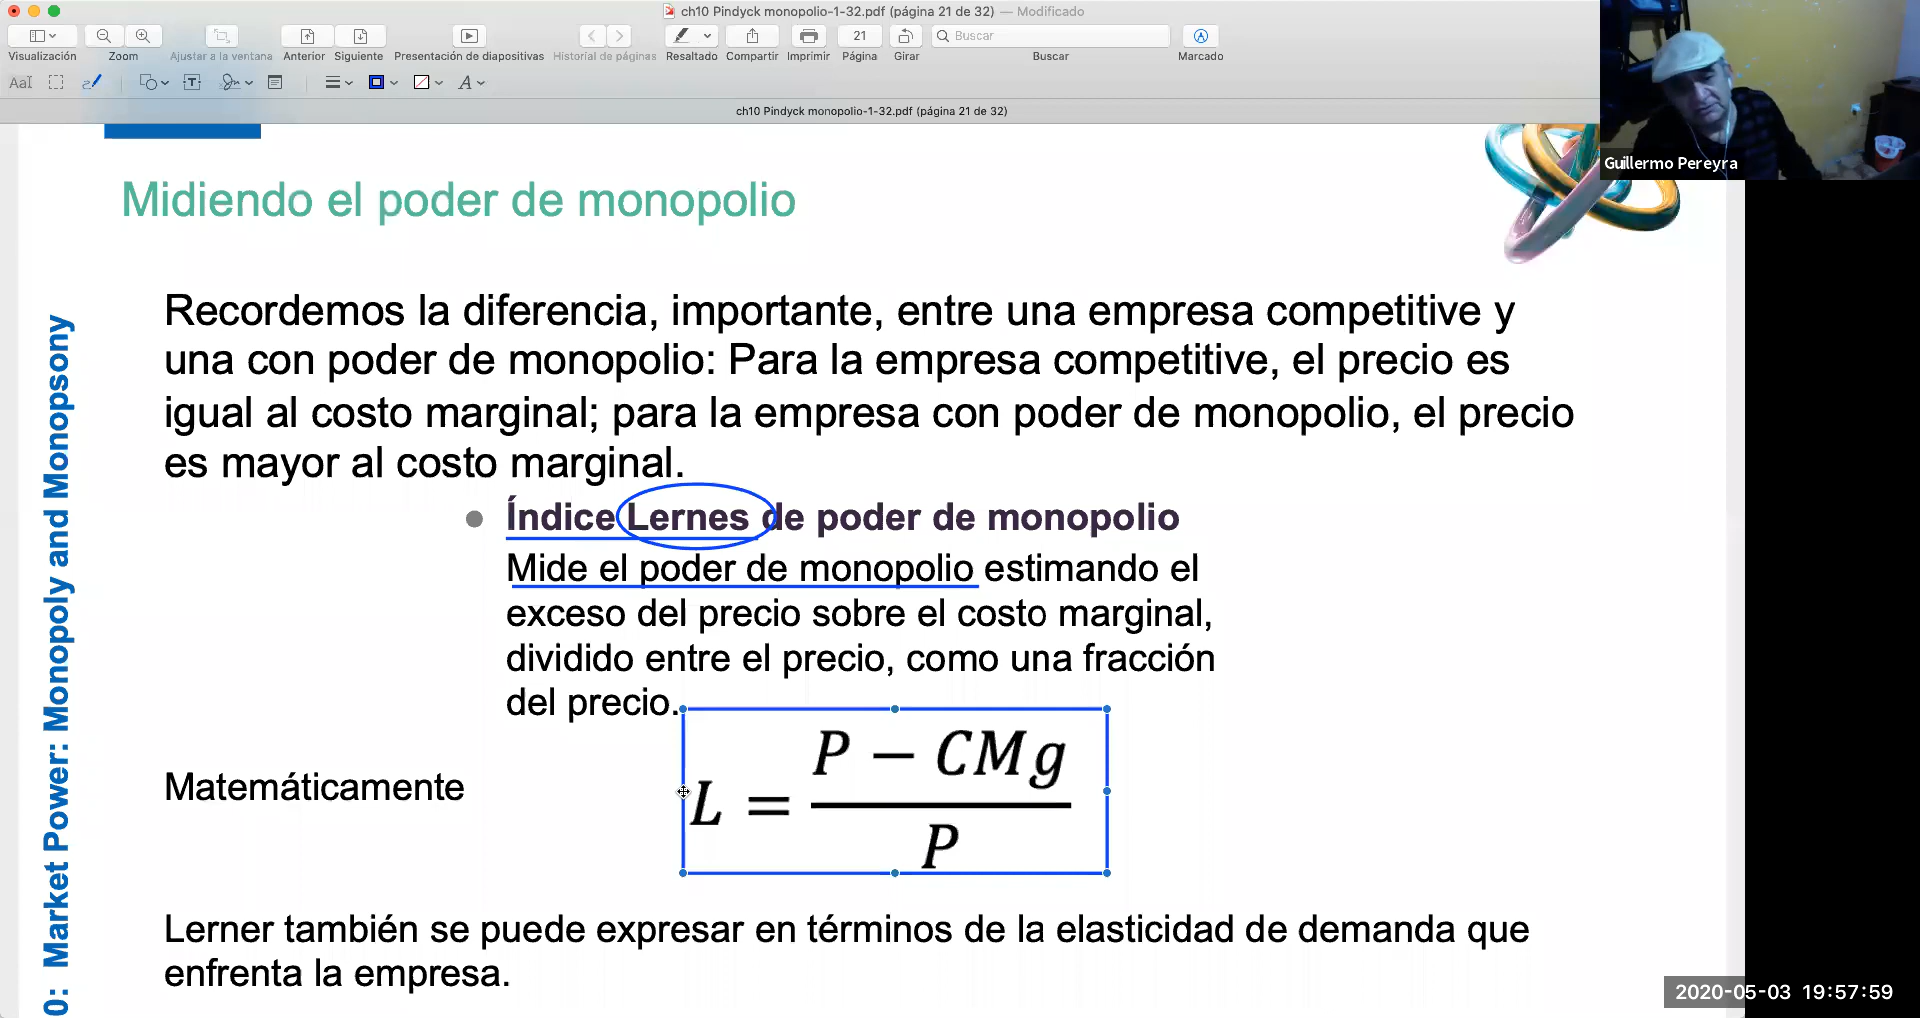 ch10 Pindyck monopolio-1-32.pdf (página 21 de 32) — Modificado
21
Buscar
Visualización
Zoom
Ajustar a la ventana
Anterior
Siguiente
Presentación de diapositivas
Historial de páginas
Resaltado
Compartir
Imprimir
Página
Girar
Buscar
Marcado
AaI
T
A
ch10 Pindyck monopolio-1-32.pdf (página 21 de 32)
Guillermo Pereyra
Midiendo el poder de monopolio
0: Market Power: Monopoly and Monopsony
Recordemos la diferencia, importante, entre una empresa competitive y
una con poder de monopolio: Para la empresa competitive, el precio es
igual al costo marginal; para la empresa con poder de monopolio, el precio
es mayor al costo marginal.
● Índice Lernes de poder de monopolio
Mide el poder de monopolio estimando el
exceso del precio sobre el costo marginal,
dividido entre el precio, como una fracción
del precio.
Matemáticamente
L = (P − CMg) / P
Lerner también se puede expresar en términos de la elasticidad de demanda que
enfrenta la empresa.
2020-05-03 19:57:59